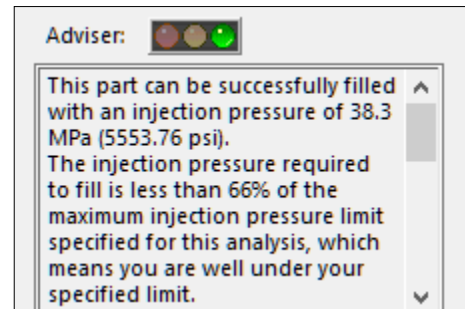 Adviser:
This part can be successfully filled
with an injection pressure of 38.3
MPa (5553.76 psi).
The injection pressure required
to fill is less than 66% of the
maximum injection pressure limit
specified for this analysis, which
means you are well under your
specified limit.